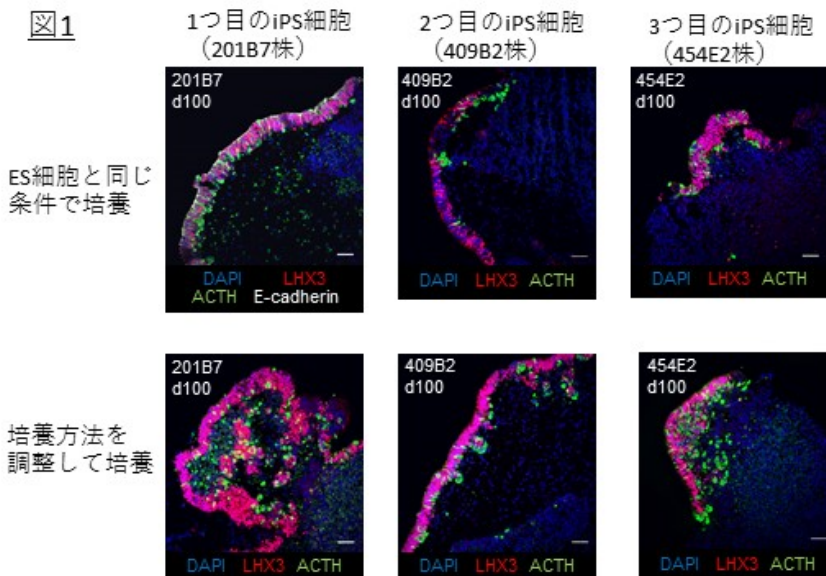 図1
1つ目のiPS細胞
（201B7株）
2つ目のiPS細胞
（409B2株）
3つ目のiPS細胞
（454E2株）
ES細胞と同じ
条件で培養
201B7
d100
DAPI LHX3
ACTH E-cadherin
409B2
d100
DAPI LHX3 ACTH
454E2
d100
DAPI LHX3 ACTH
培養方法を
調整して培養
201B7
d100
DAPI LHX3 ACTH
409B2
d100
DAPI LHX3 ACTH
454E2
d100
DAPI LHX3 ACTH